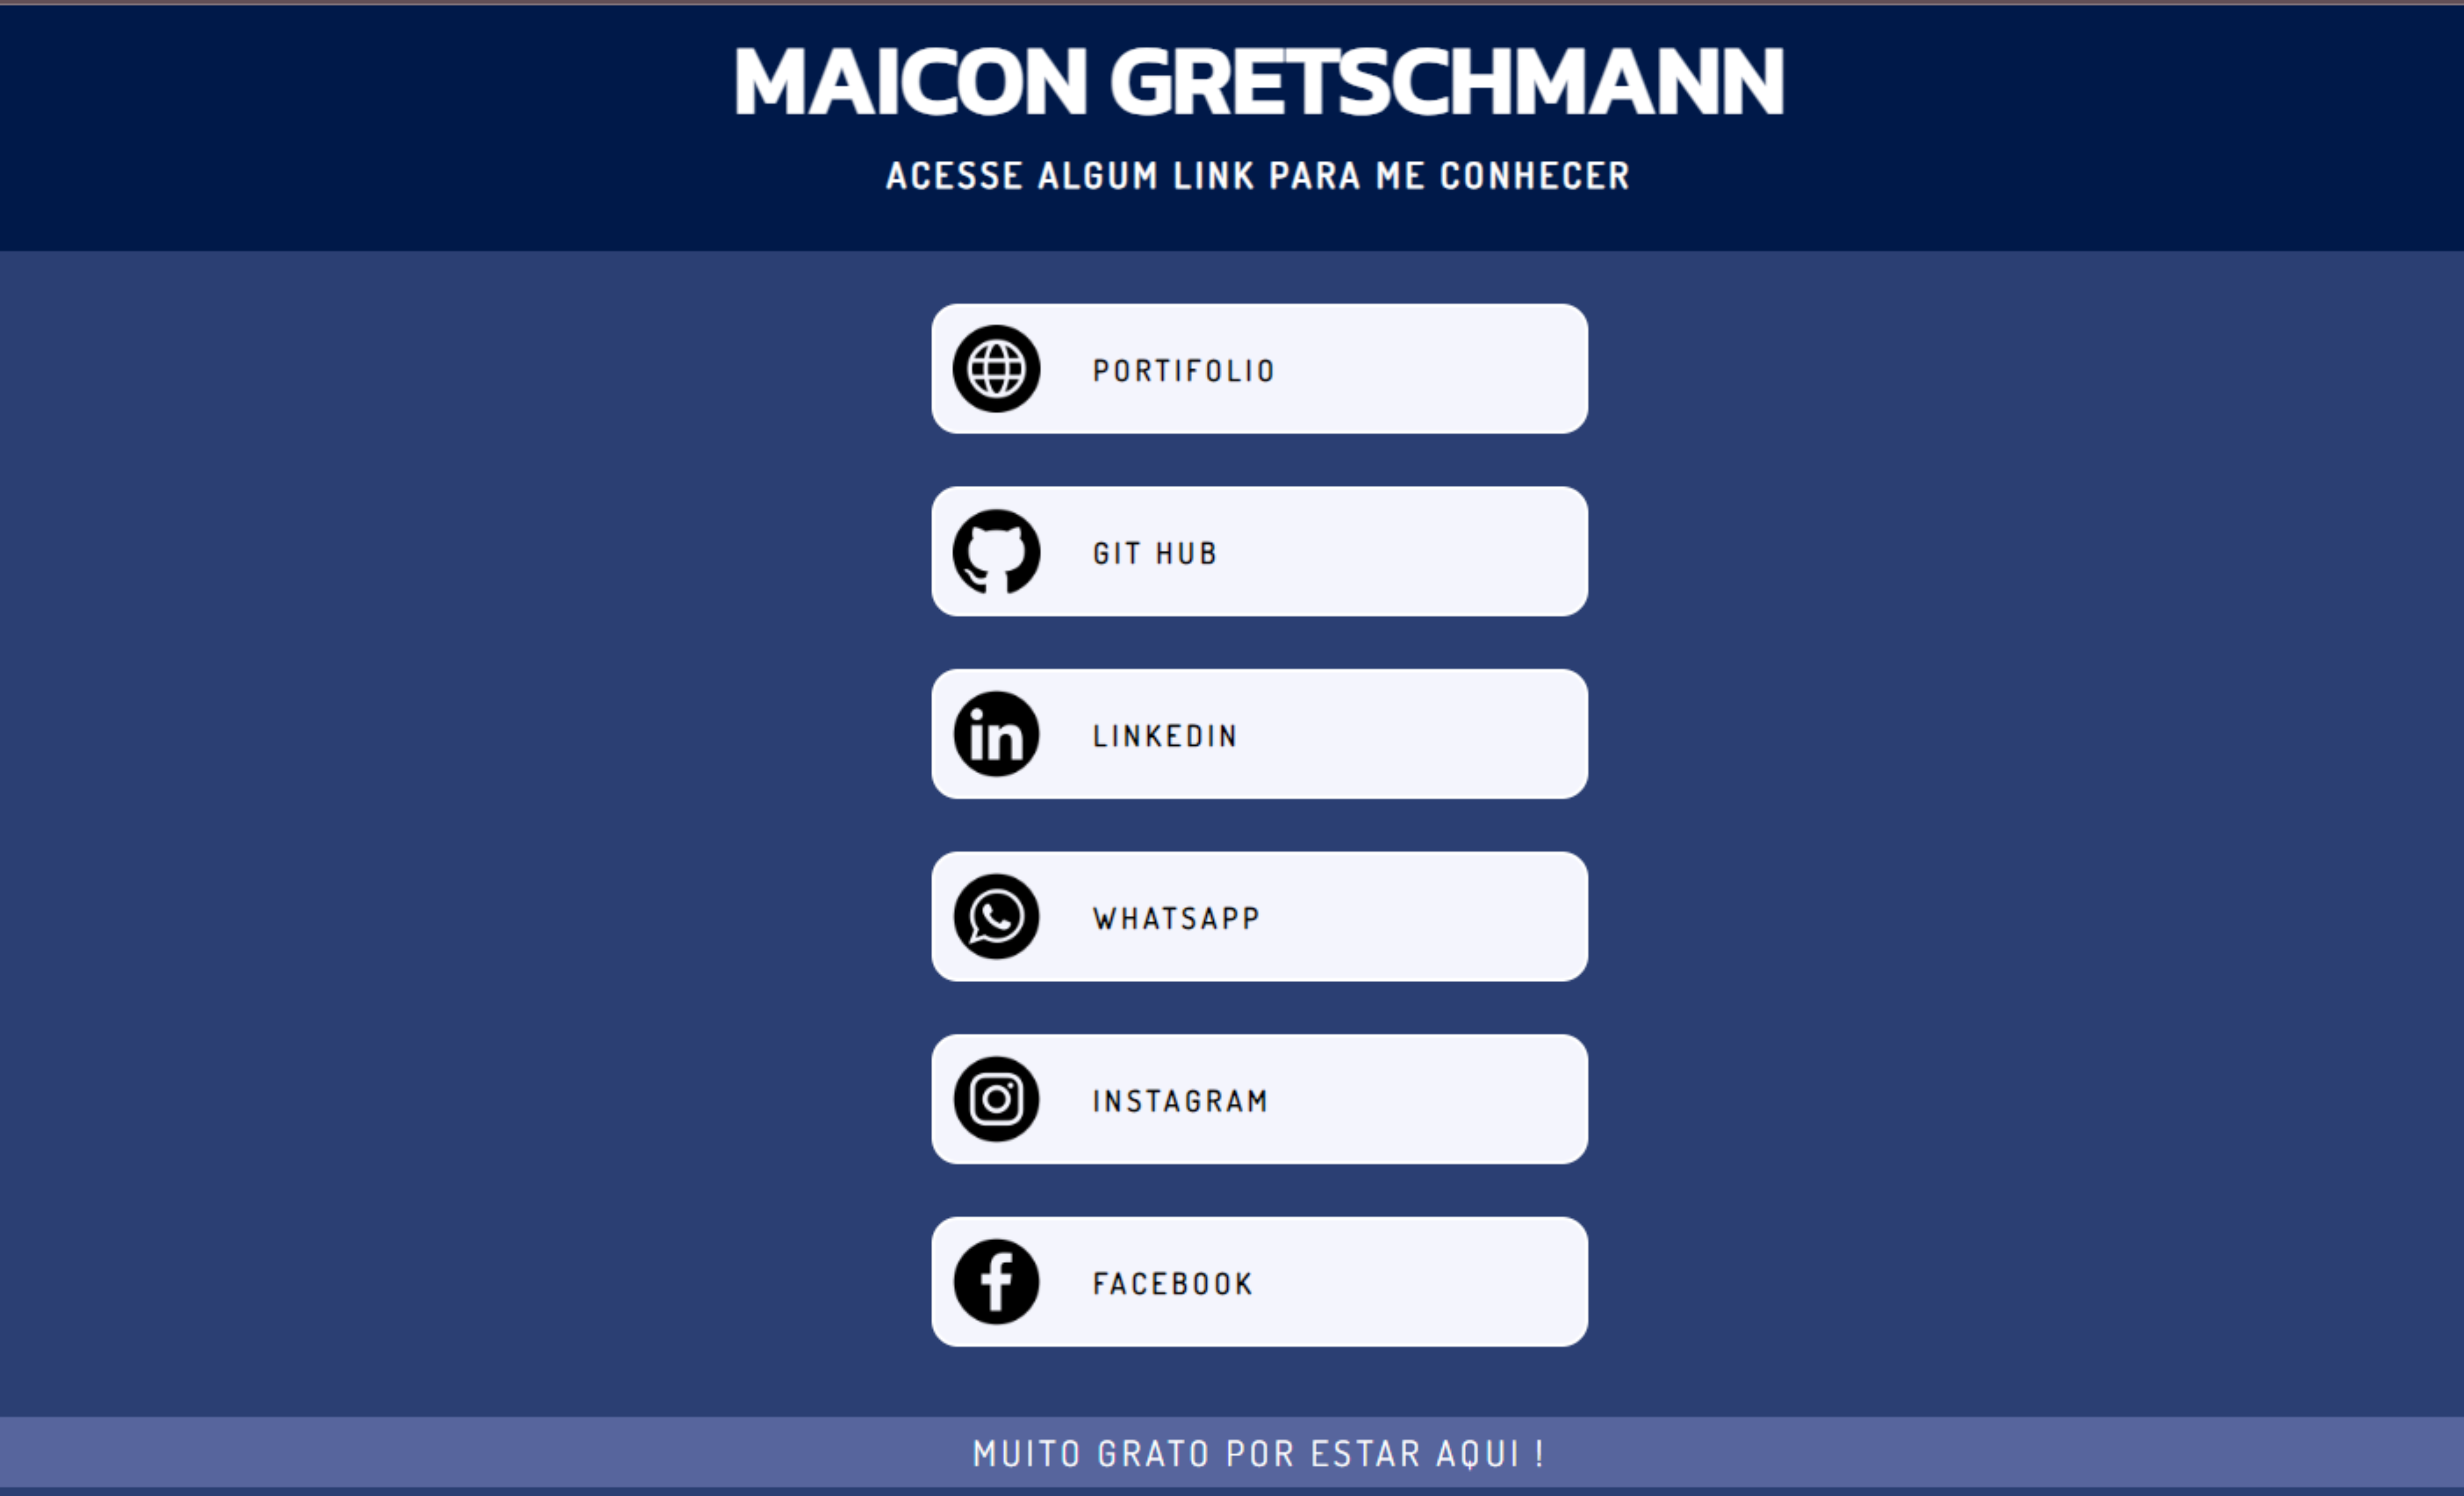 MAICON GRETSCHMANN
ACESSE ALGUM LINK PARA ME CONHECER
PORTIFOLIO
GIT HUB
LINKEDIN
WHATSAPP
INSTAGRAM
FACEBOOK
MUITO GRATO POR ESTAR AQUI !